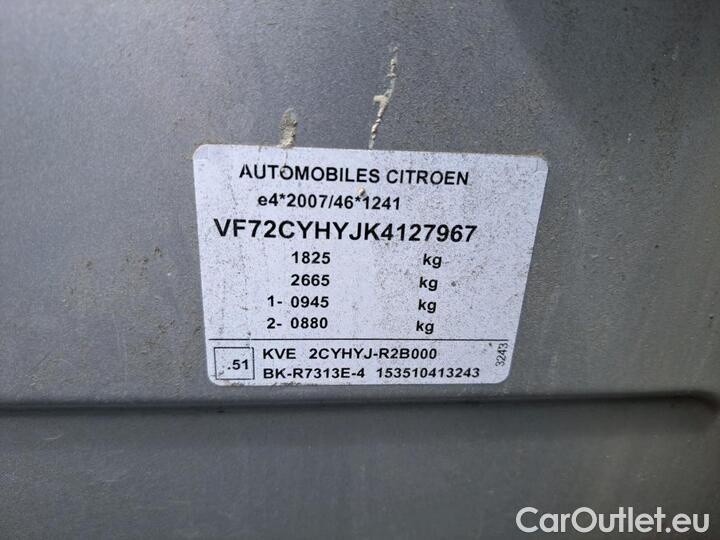 AUTOMOBILES CITROEN
e4*2007/46*1241
VF72CYHYJK4127967
1825 kg
2665 kg
1- 0945 kg
2- 0880 kg
.51
KVE 2CYHYJ-R2B000
BK-R7313E-4 153510413243
3243
CarOutlet.eu